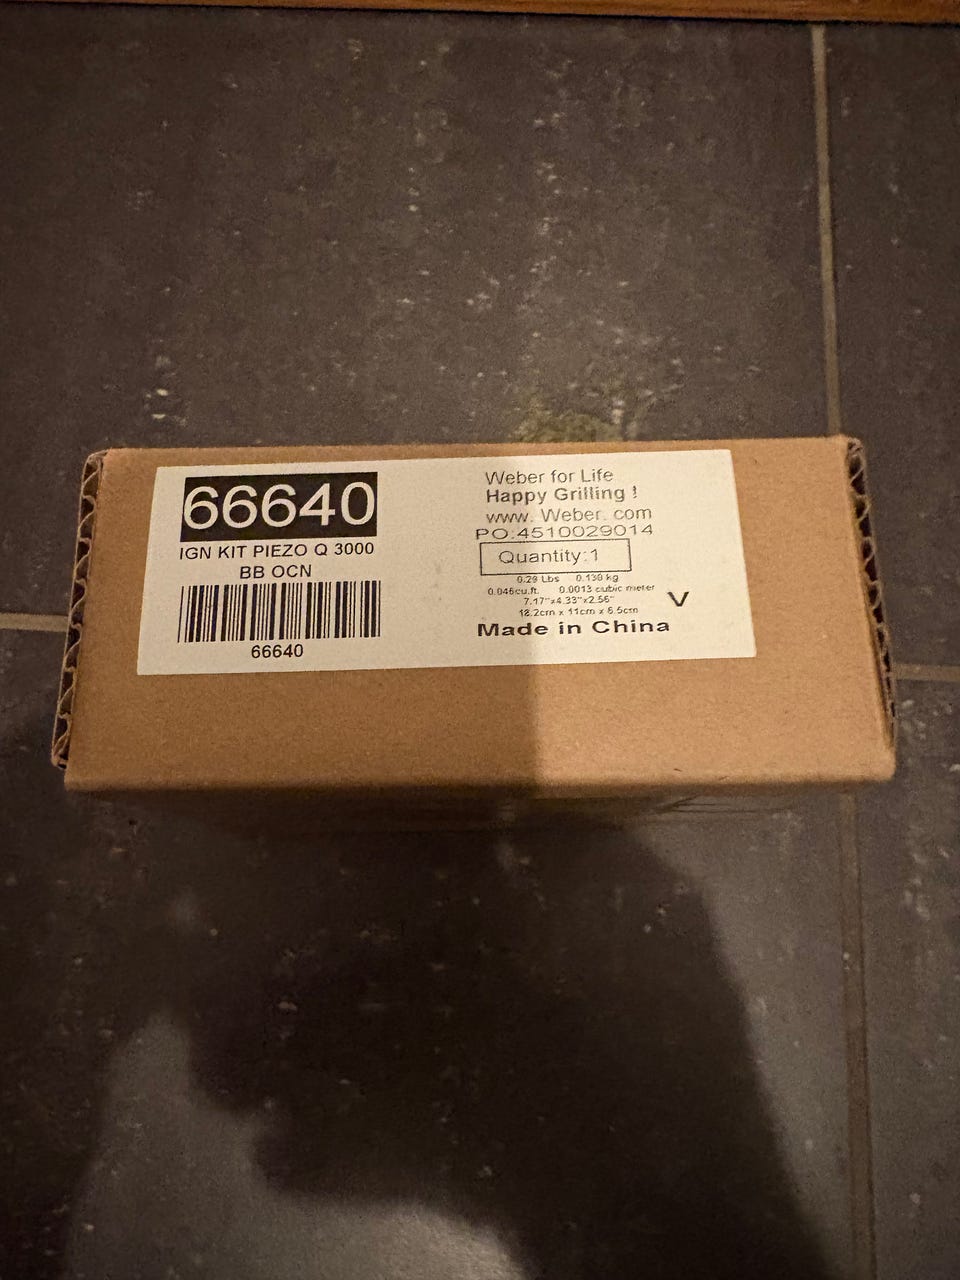 66640
IGN KIT PIEZO Q 3000
BB OCN
66640
Weber for Life
Happy Grilling !
www. Weber. com
PO:4510029014
Quantity:1
0.29 Lbs 0.130 kg
0.046cu.ft. 0.0013 cubic meter
7.17"x4.33"x2.56"
18.2cm x 11cm x 6.5cm
V
Made in China